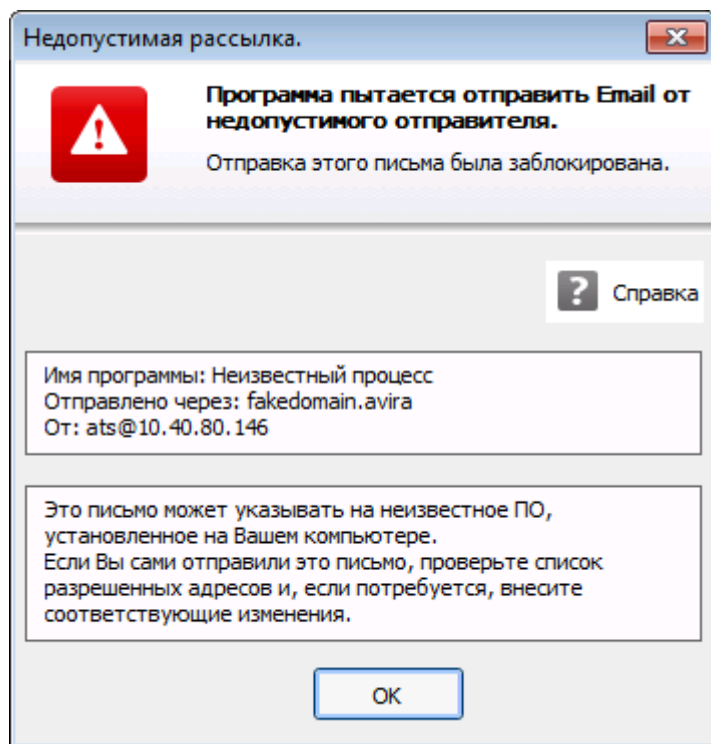 Недопустимая рассылка.
Программа пытается отправить Email от
недопустимого отправителя.
Отправка этого письма была заблокирована.
? Справка
Имя программы: Неизвестный процесс
Отправлено через: fakedomain.avira
От: ats@10.40.80.146
Это письмо может указывать на неизвестное ПО,
установленное на Вашем компьютере.
Если Вы сами отправили это письмо, проверьте список
разрешенных адресов и, если потребуется, внесите
соответствующие изменения.
ОК